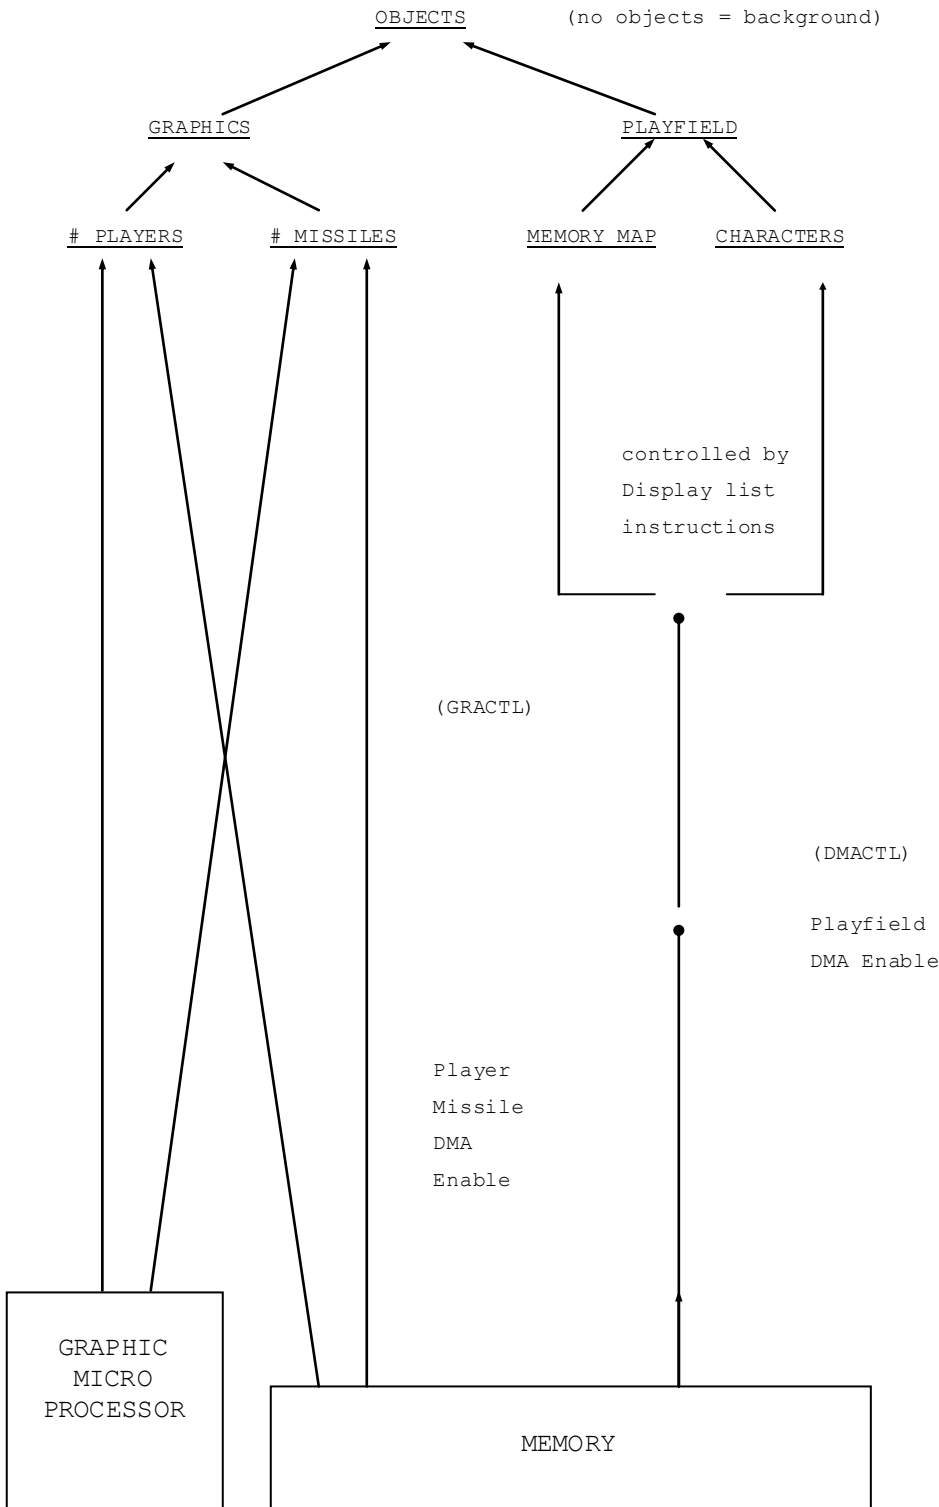 OBJECTS (no objects = background)
GRAPHICS PLAYFIELD
# PLAYERS # MISSILES MEMORY MAP CHARACTERS
controlled by
Display list
instructions
(GRACTL)
(DMACTL)
Playfield
DMA Enable
Player
Missile
DMA
Enable
GRAPHIC
MICRO
PROCESSOR
MEMORY